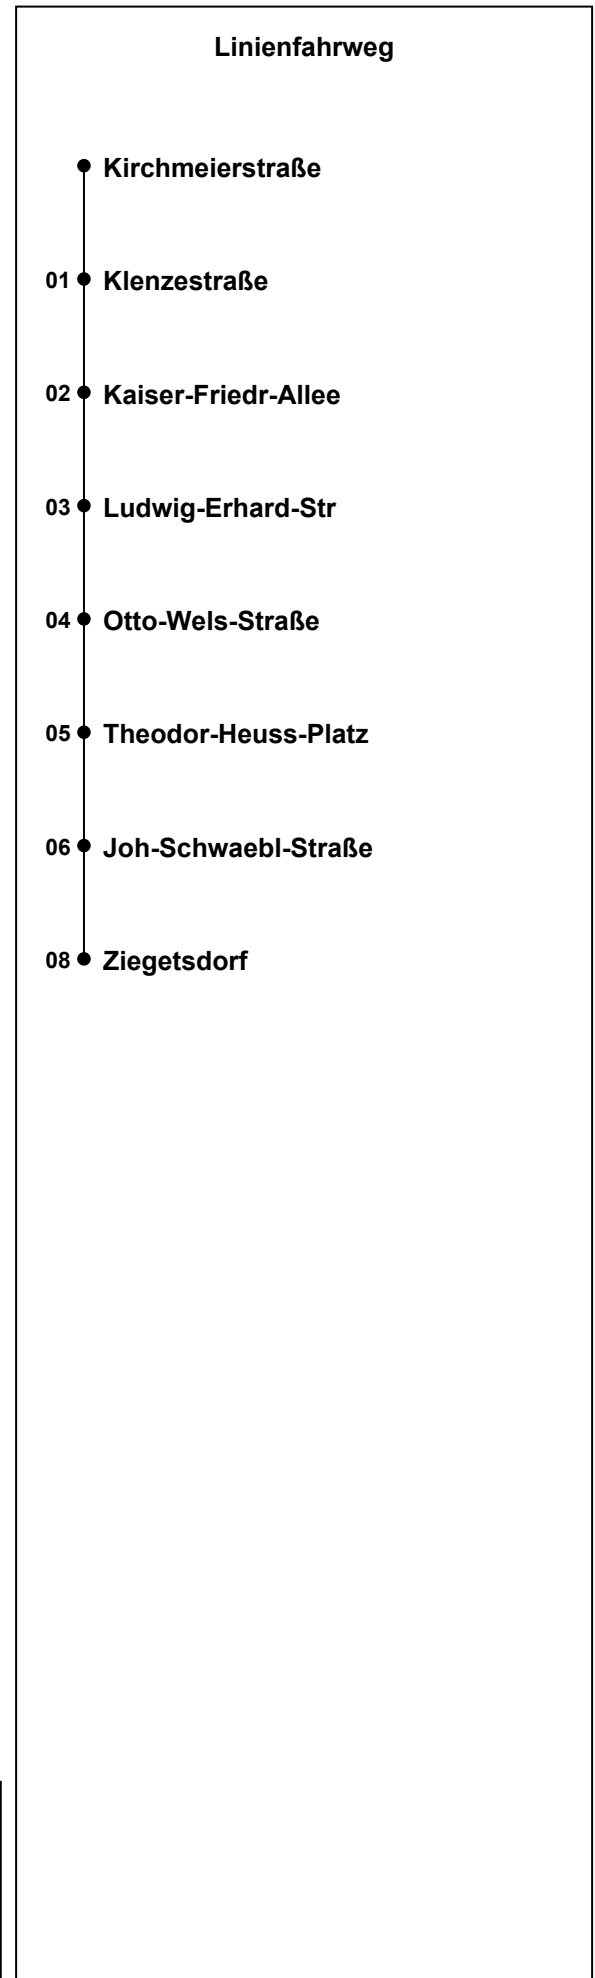 Linienfahrweg
Kirchmeierstraße
01 Klenzestraße
02 Kaiser-Friedr-Allee
03 Ludwig-Erhard-Str
04 Otto-Wels-Straße
05 Theodor-Heuss-Platz
06 Joh-Schwaebl-Straße
08 Ziegetsdorf